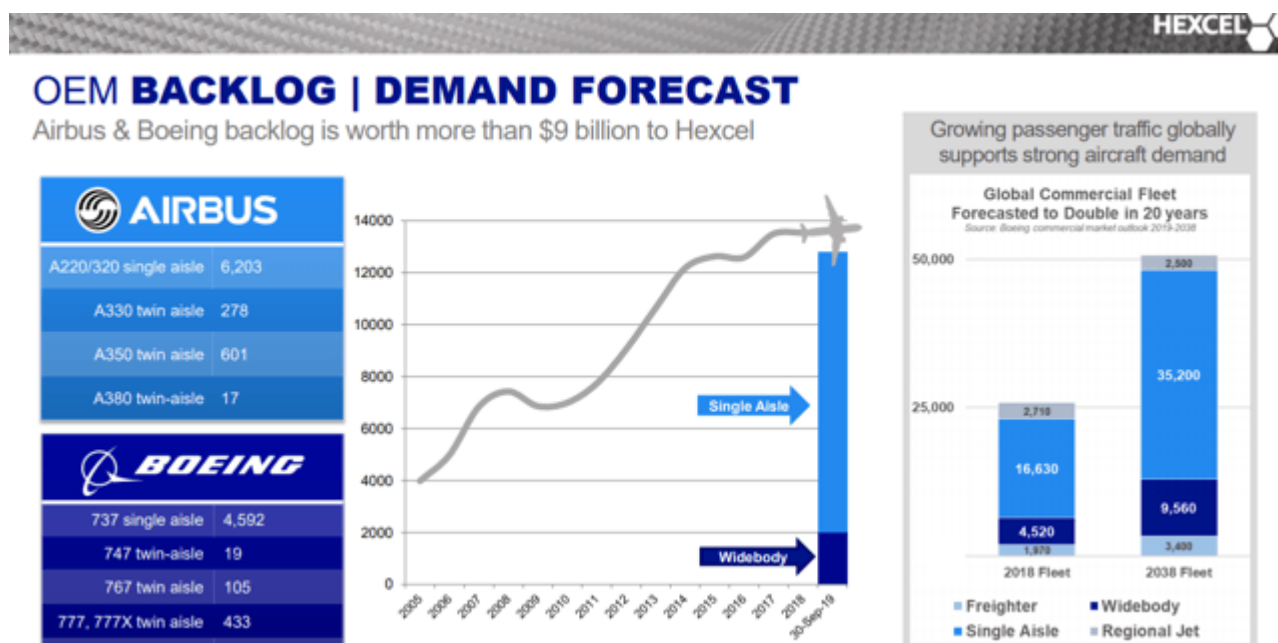 HEXCEL
OEM BACKLOG | DEMAND FORECAST
Airbus & Boeing backlog is worth more than $9 billion to Hexcel
AIRBUS
A220/320 single aisle 6,203
A330 twin aisle 278
A350 twin aisle 601
A380 twin-aisle 17
BOEING
737 single aisle 4,592
747 twin-aisle 19
767 twin aisle 105
777, 777X twin aisle 433
14000
12000
10000
8000
6000
4000
2000
0
Single Aisle
Widebody
2005
2006
2007
2008
2009
2010
2011
2012
2013
2014
2015
2016
2017
2018
30-Sep-19
Growing passenger traffic globally
supports strong aircraft demand
Global Commercial Fleet
Forecasted to Double in 20 years
Source: Boeing commercial market outlook 2019-2038
50,000
25,000
2,710
16,630
4,520
1,970
2,500
35,200
9,560
3,400
2018 Fleet 2038 Fleet
Freighter Widebody
Single Aisle Regional Jet